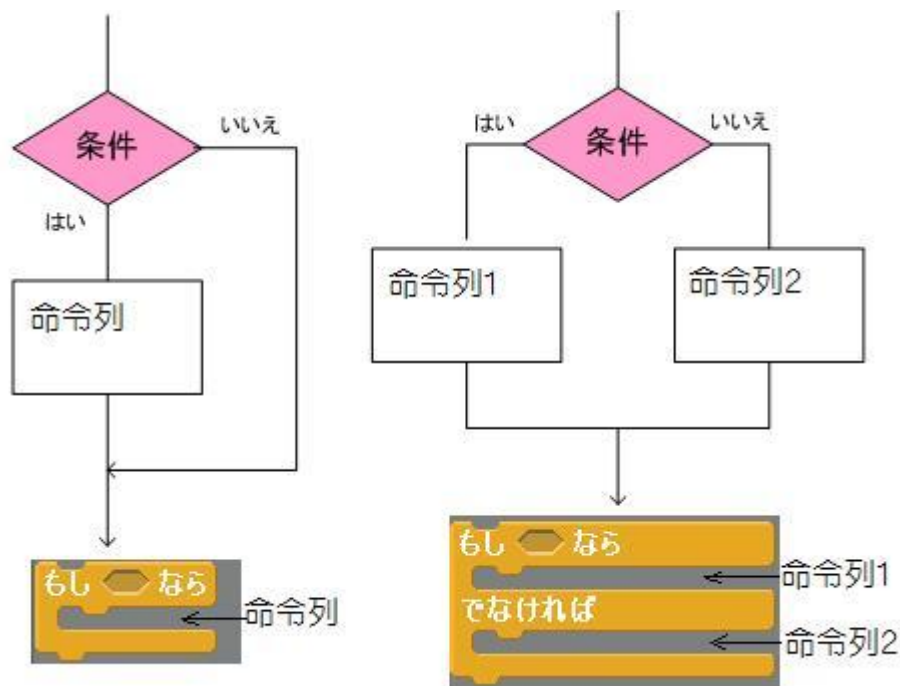 条件
いいえ
はい
命令列
もし なら
命令列
条件
はい
いいえ
命令列1
命令列2
もし なら
命令列1
でなければ
命令列2